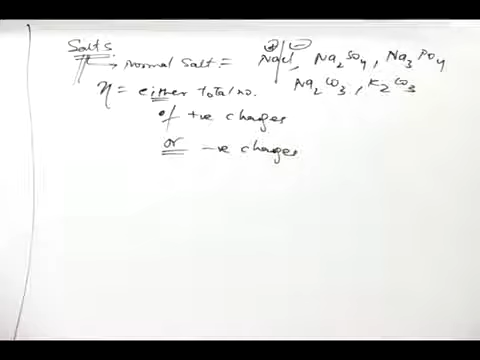 Salts
→ Normal Salt = NaCl, Na2SO4, Na3PO4
Na2CO3, K2CO3
η = either total no.
of +ve charges
or -ve charges